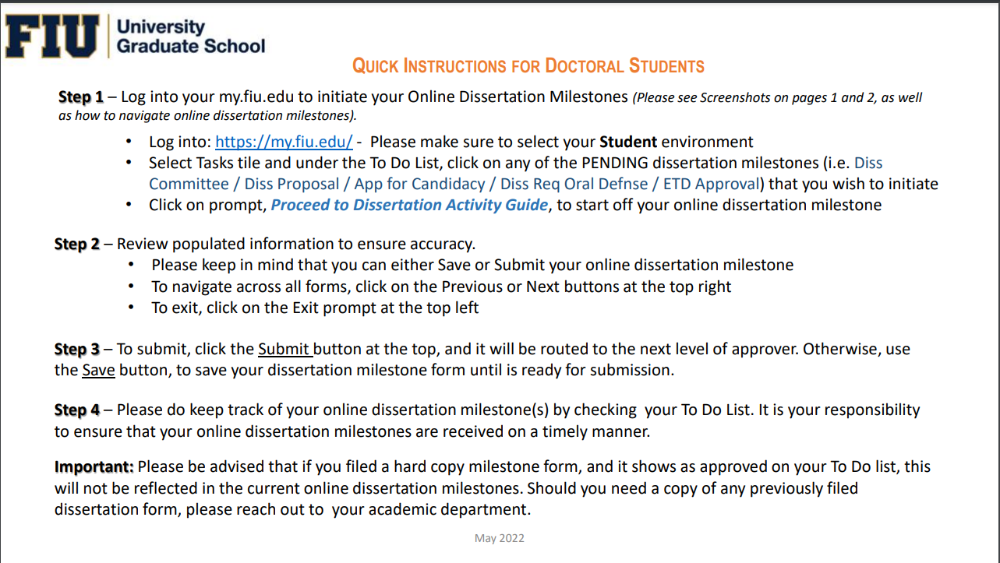 FIU University
Graduate School
QUICK INSTRUCTIONS FOR DOCTORAL STUDENTS
Step 1 – Log into your my.fiu.edu to initiate your Online Dissertation Milestones (Please see Screenshots on pages 1 and 2, as well
as how to navigate online dissertation milestones).
• Log into: https://my.fiu.edu/ - Please make sure to select your Student environment
• Select Tasks tile and under the To Do List, click on any of the PENDING dissertation milestones (i.e. Diss
Committee / Diss Proposal / App for Candidacy / Diss Req Oral Defnse / ETD Approval) that you wish to initiate
• Click on prompt, Proceed to Dissertation Activity Guide, to start off your online dissertation milestone
Step 2 – Review populated information to ensure accuracy.
• Please keep in mind that you can either Save or Submit your online dissertation milestone
• To navigate across all forms, click on the Previous or Next buttons at the top right
• To exit, click on the Exit prompt at the top left
Step 3 – To submit, click the Submit button at the top, and it will be routed to the next level of approver. Otherwise, use
the Save button, to save your dissertation milestone form until is ready for submission.
Step 4 – Please do keep track of your online dissertation milestone(s) by checking your To Do List. It is your responsibility
to ensure that your online dissertation milestones are received on a timely manner.
Important: Please be advised that if you filed a hard copy milestone form, and it shows as approved on your To Do list, this
will not be reflected in the current online dissertation milestones. Should you need a copy of any previously filed
dissertation form, please reach out to your academic department.
May 2022